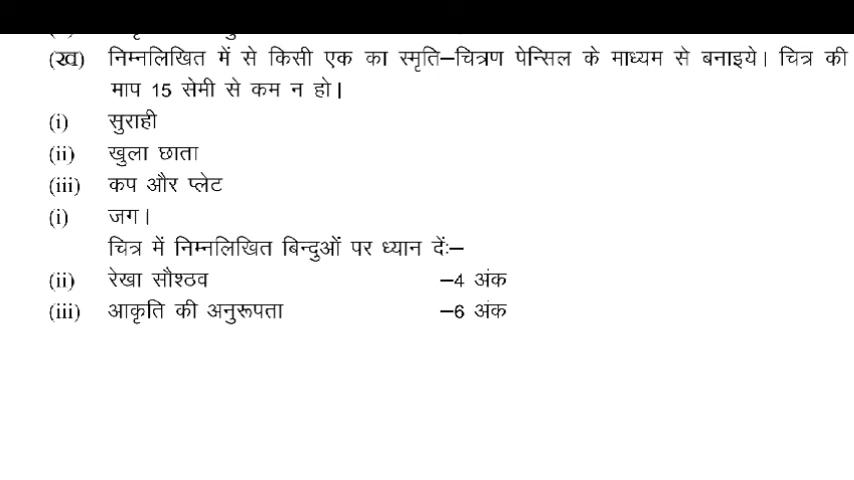 (ख) निम्नलिखित में से किसी एक का स्मृति–चित्रण पेन्सिल के माध्यम से बनाइये। चित्र की
माप 15 सेमी से कम न हो।
(i) सुराही
(ii) खुला छाता
(iii) कप और प्लेट
(i) जग।
चित्र में निम्नलिखित बिन्दुओं पर ध्यान देंः–
(ii) रेखा सौश्ठव –4 अंक
(iii) आकृति की अनुरूपता –6 अंक